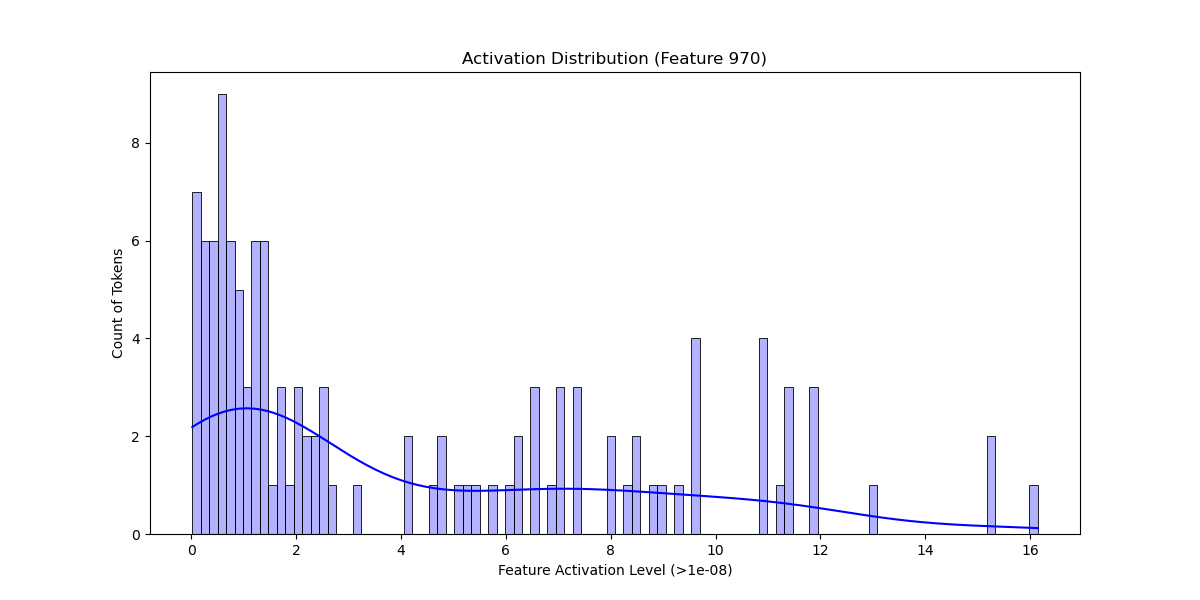 Activation Distribution (Feature 970)
Count of Tokens
8
6
4
2
0
0 2 4 6 8 10 12 14 16
Feature Activation Level (>1e-08)